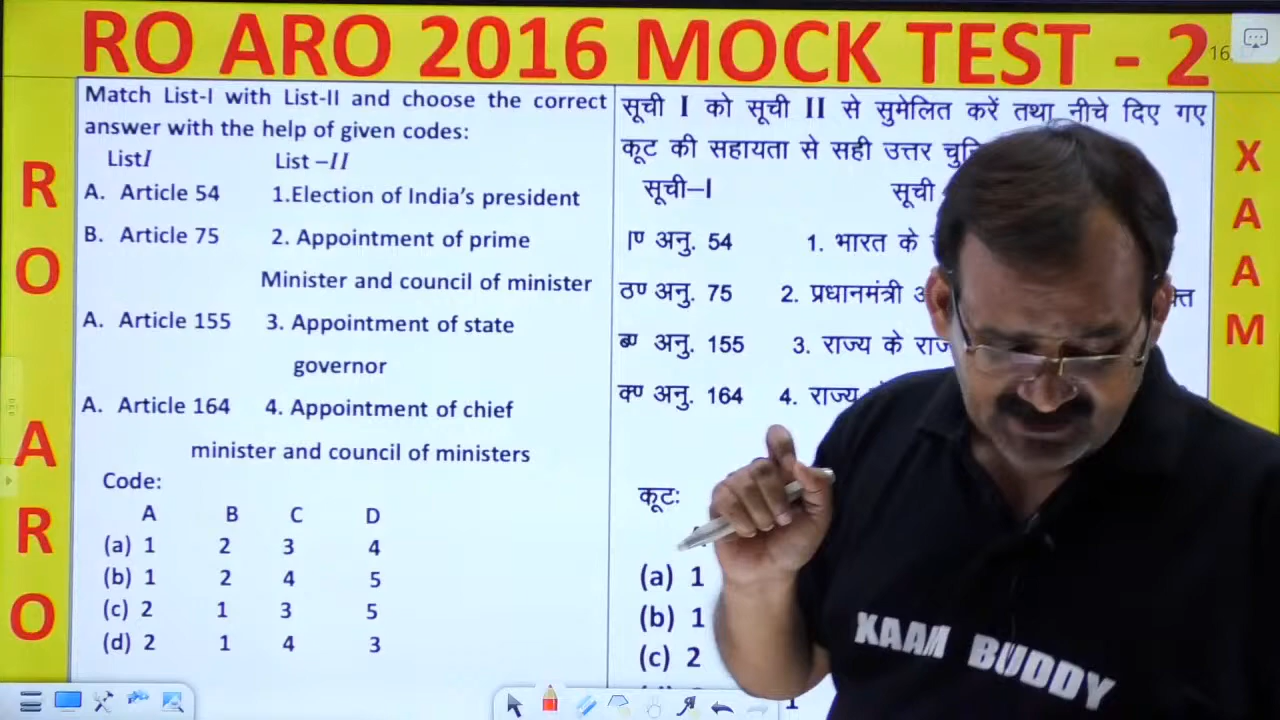 RO ARO 2016 MOCK TEST - 2
16
R
O
A
R
O
Match List-I with List-II and choose the correct
answer with the help of given codes:
ListI List –II
A. Article 54 1.Election of India's president
B. Article 75 2. Appointment of prime
Minister and council of minister
A. Article 155 3. Appointment of state
governor
A. Article 164 4. Appointment of chief
minister and council of ministers
Code:
A B C D
(a) 1 2 3 4
(b) 1 2 4 5
(c) 2 1 3 5
(d) 2 1 4 3
सूची I को सूची II से सुमेलित करें तथा नीचे दिए गए
कूट की सहायता से सही उत्तर
सूची–I सूची
अनु. 54 1. भारत के
अनु. 75 2. प्रधानमंत्री
अनु. 155 3. राज्य के
अनु. 164 4. राज्य
कूटः
(a) 1
(b) 1
(c) 2
1
X
A
A
M
XAAM BUDDY